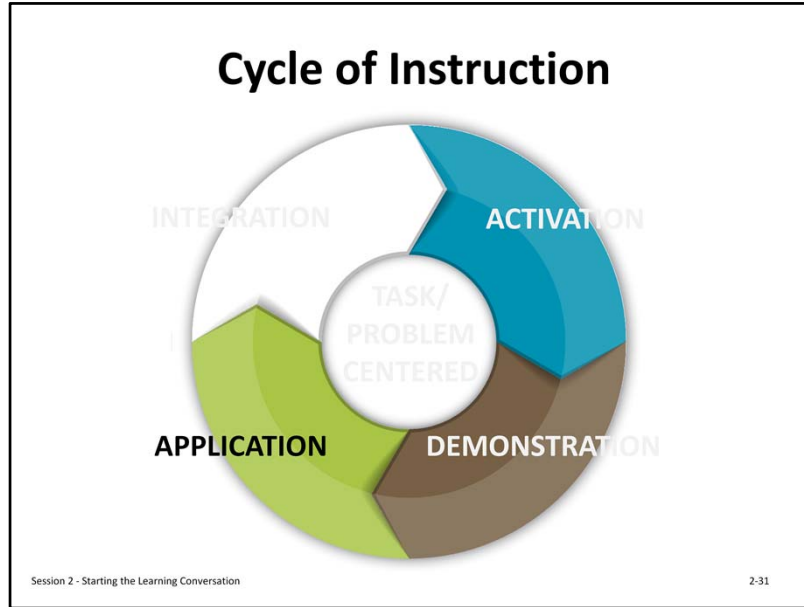 Cycle of Instruction
INTEGRATION
ACTIVATION
TASK/
PROBLEM
CENTERED
APPLICATION
DEMONSTRATION
Session 2 - Starting the Learning Conversation
2-31